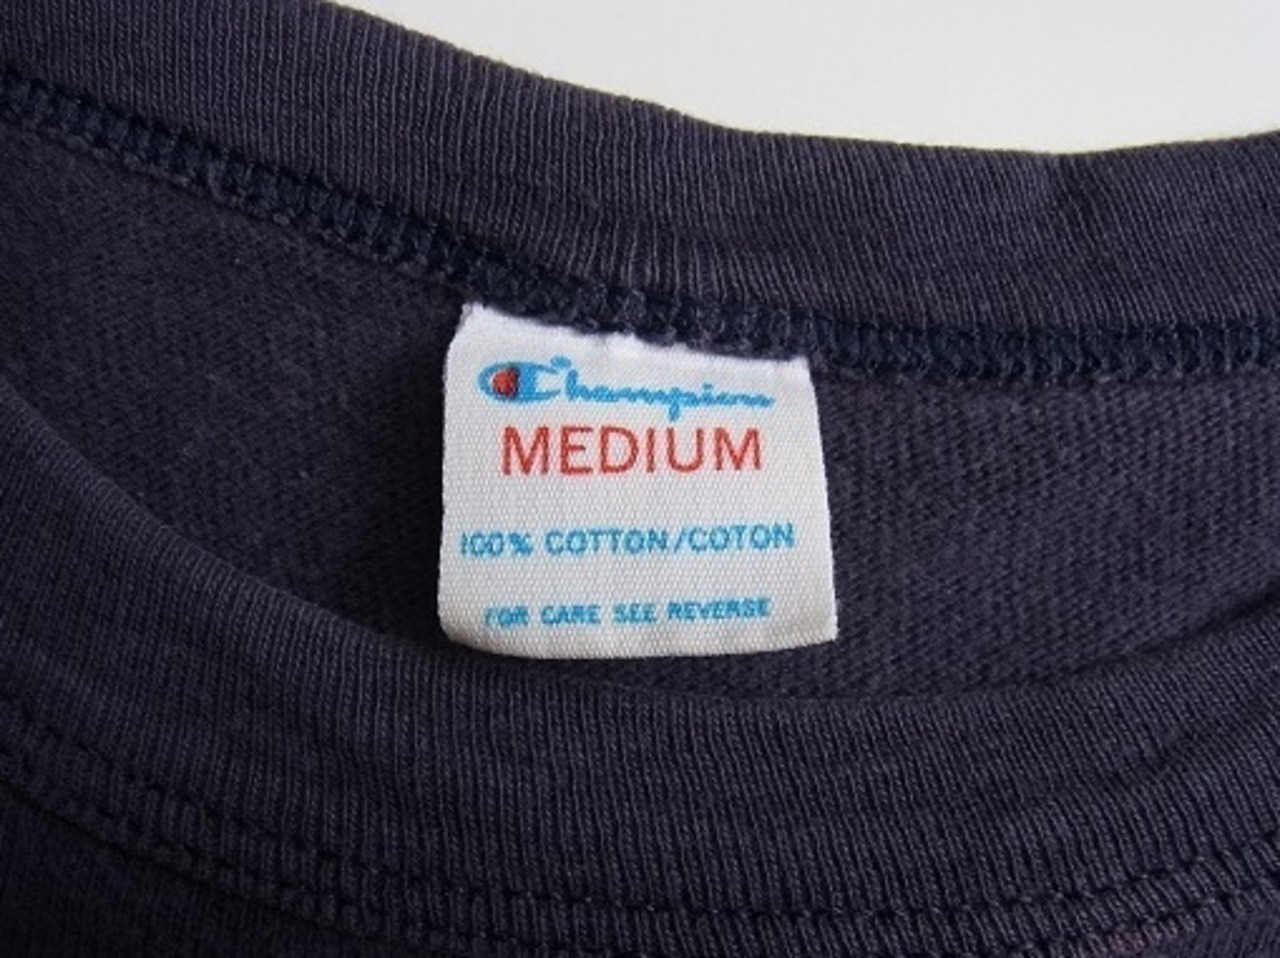 Champion
MEDIUM
100% COTTON/COTON
FOR CARE SEE REVERSE